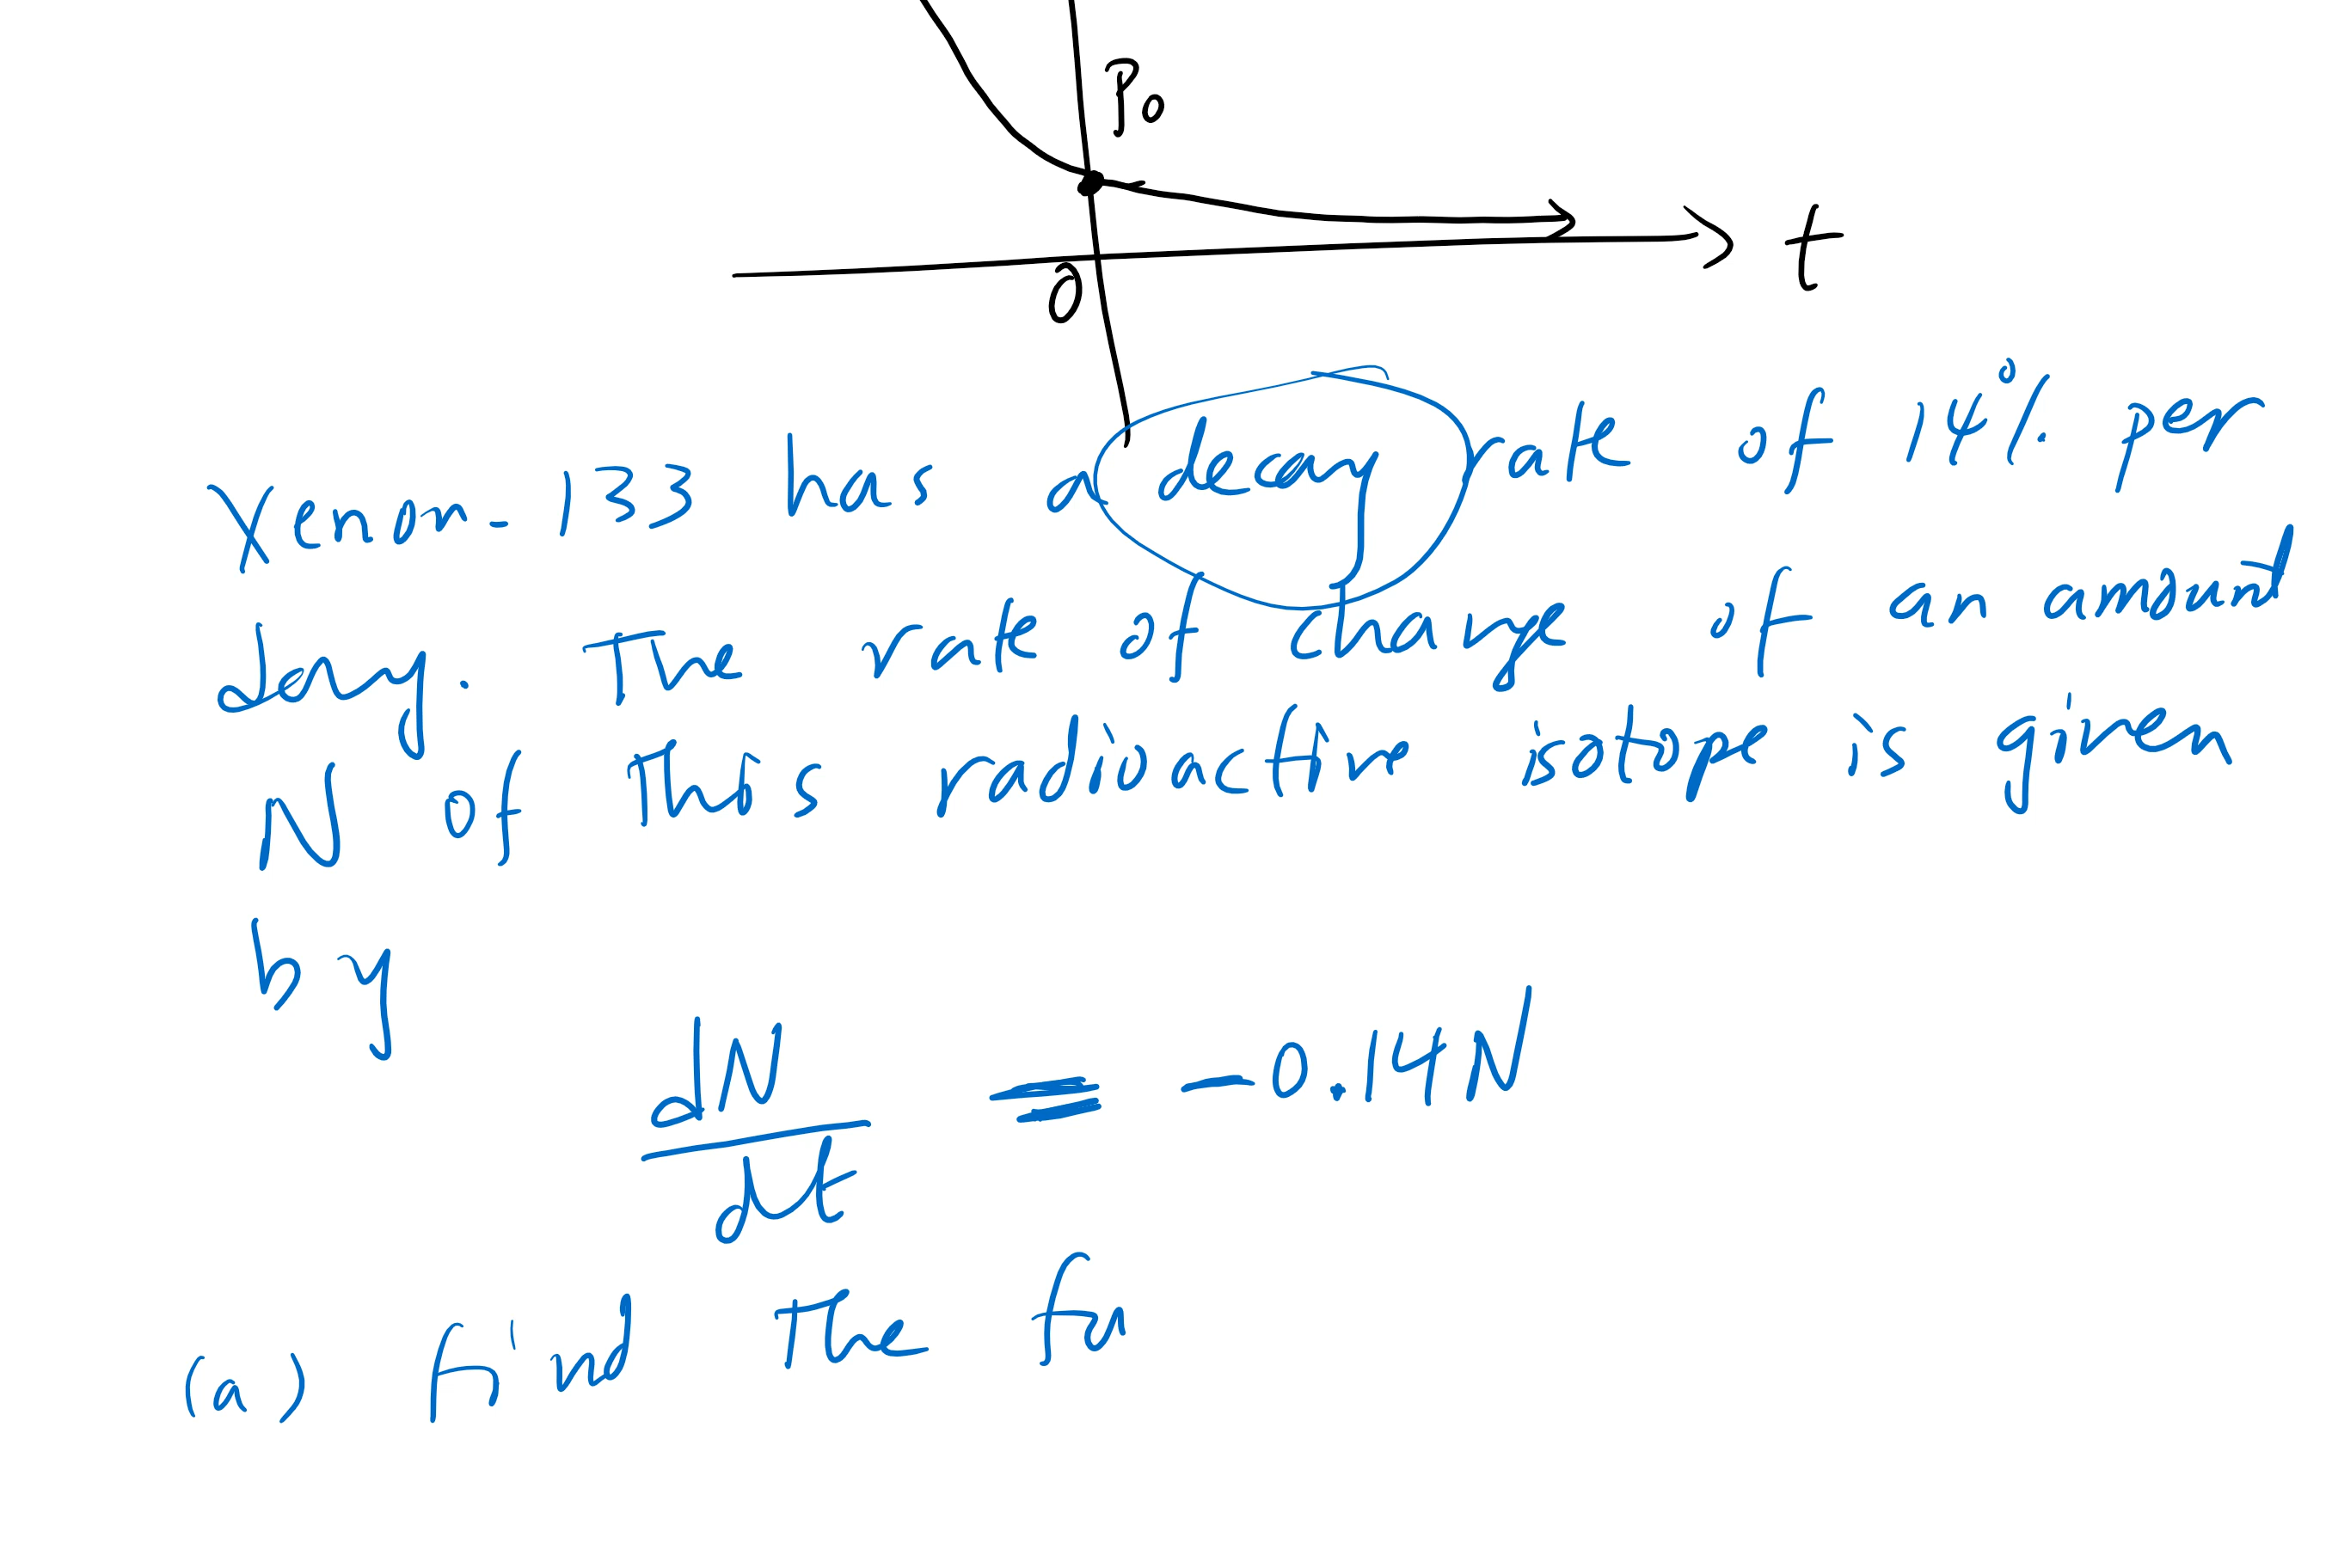 P₀
t
0
Xenon-133 has a decay rate of 14% per
day. The rate of change of an amount
N of this radioactive isotope is given
by
dN/dt = -0.14N
(a) find the fa